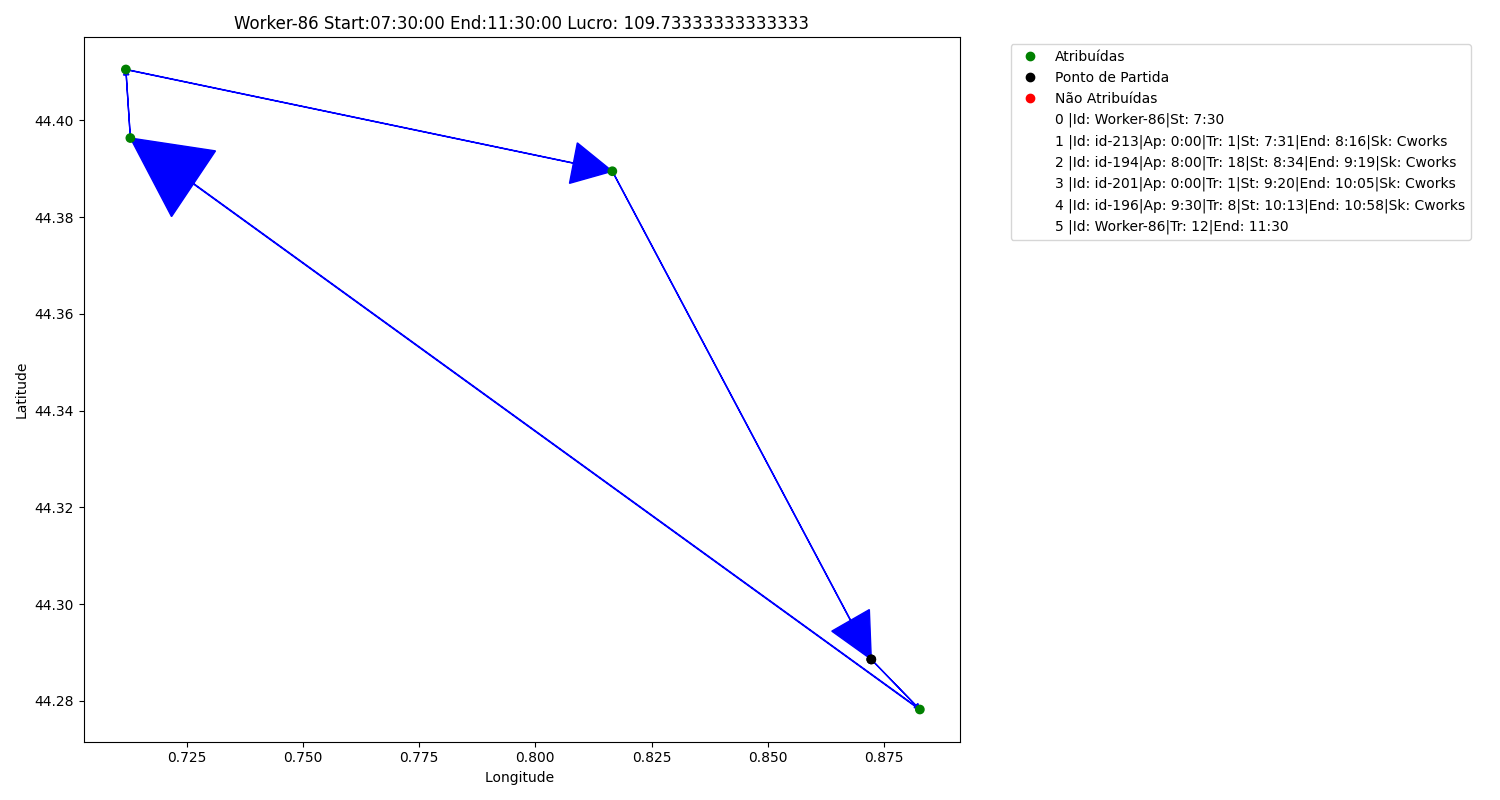 Worker-86 Start:07:30:00 End:11:30:00 Lucro: 109.73333333333333
Atribuídas
Ponto de Partida
Não Atribuídas
0 |Id: Worker-86|St: 7:30
1 |Id: id-213|Ap: 0:00|Tr: 1|St: 7:31|End: 8:16|Sk: Cworks
2 |Id: id-194|Ap: 8:00|Tr: 18|St: 8:34|End: 9:19|Sk: Cworks
3 |Id: id-201|Ap: 0:00|Tr: 1|St: 9:20|End: 10:05|Sk: Cworks
4 |Id: id-196|Ap: 9:30|Tr: 8|St: 10:13|End: 10:58|Sk: Cworks
5 |Id: Worker-86|Tr: 12|End: 11:30
44.40
44.38
44.36
44.34
44.32
44.30
44.28
Latitude
0.725 0.750 0.775 0.800 0.825 0.850 0.875
Longitude